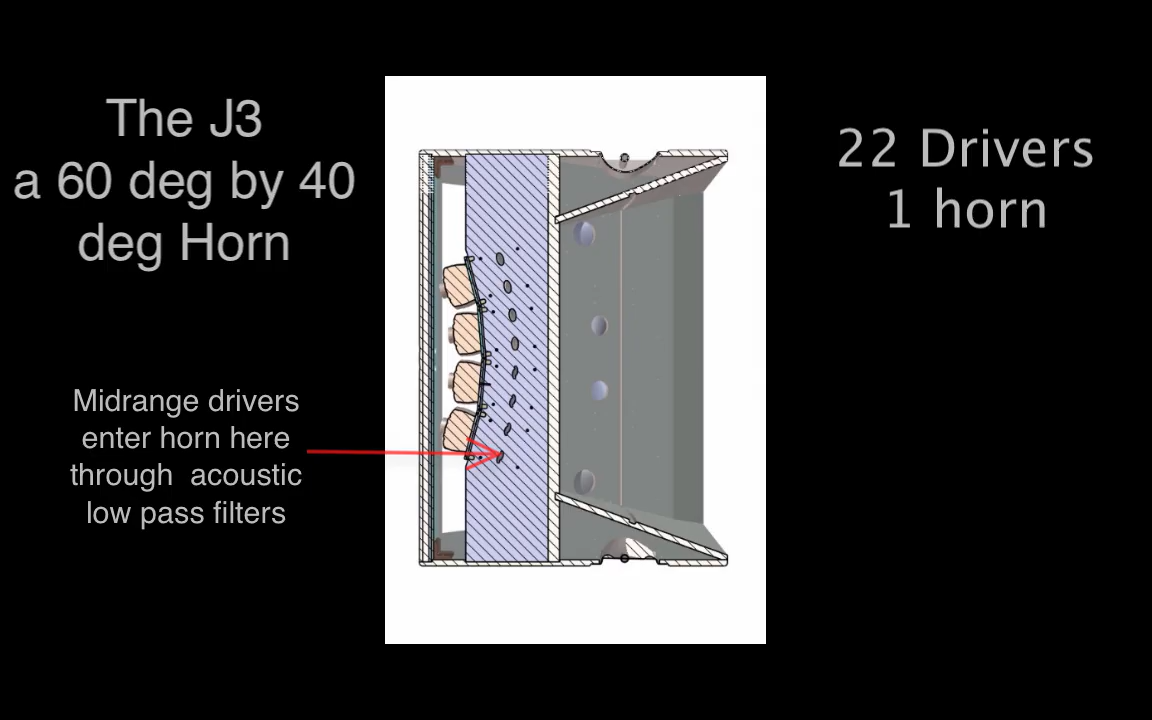 The J3
a 60 deg by 40
deg Horn
22 Drivers
1 horn
Midrange drivers
enter horn here
through acoustic
low pass filters